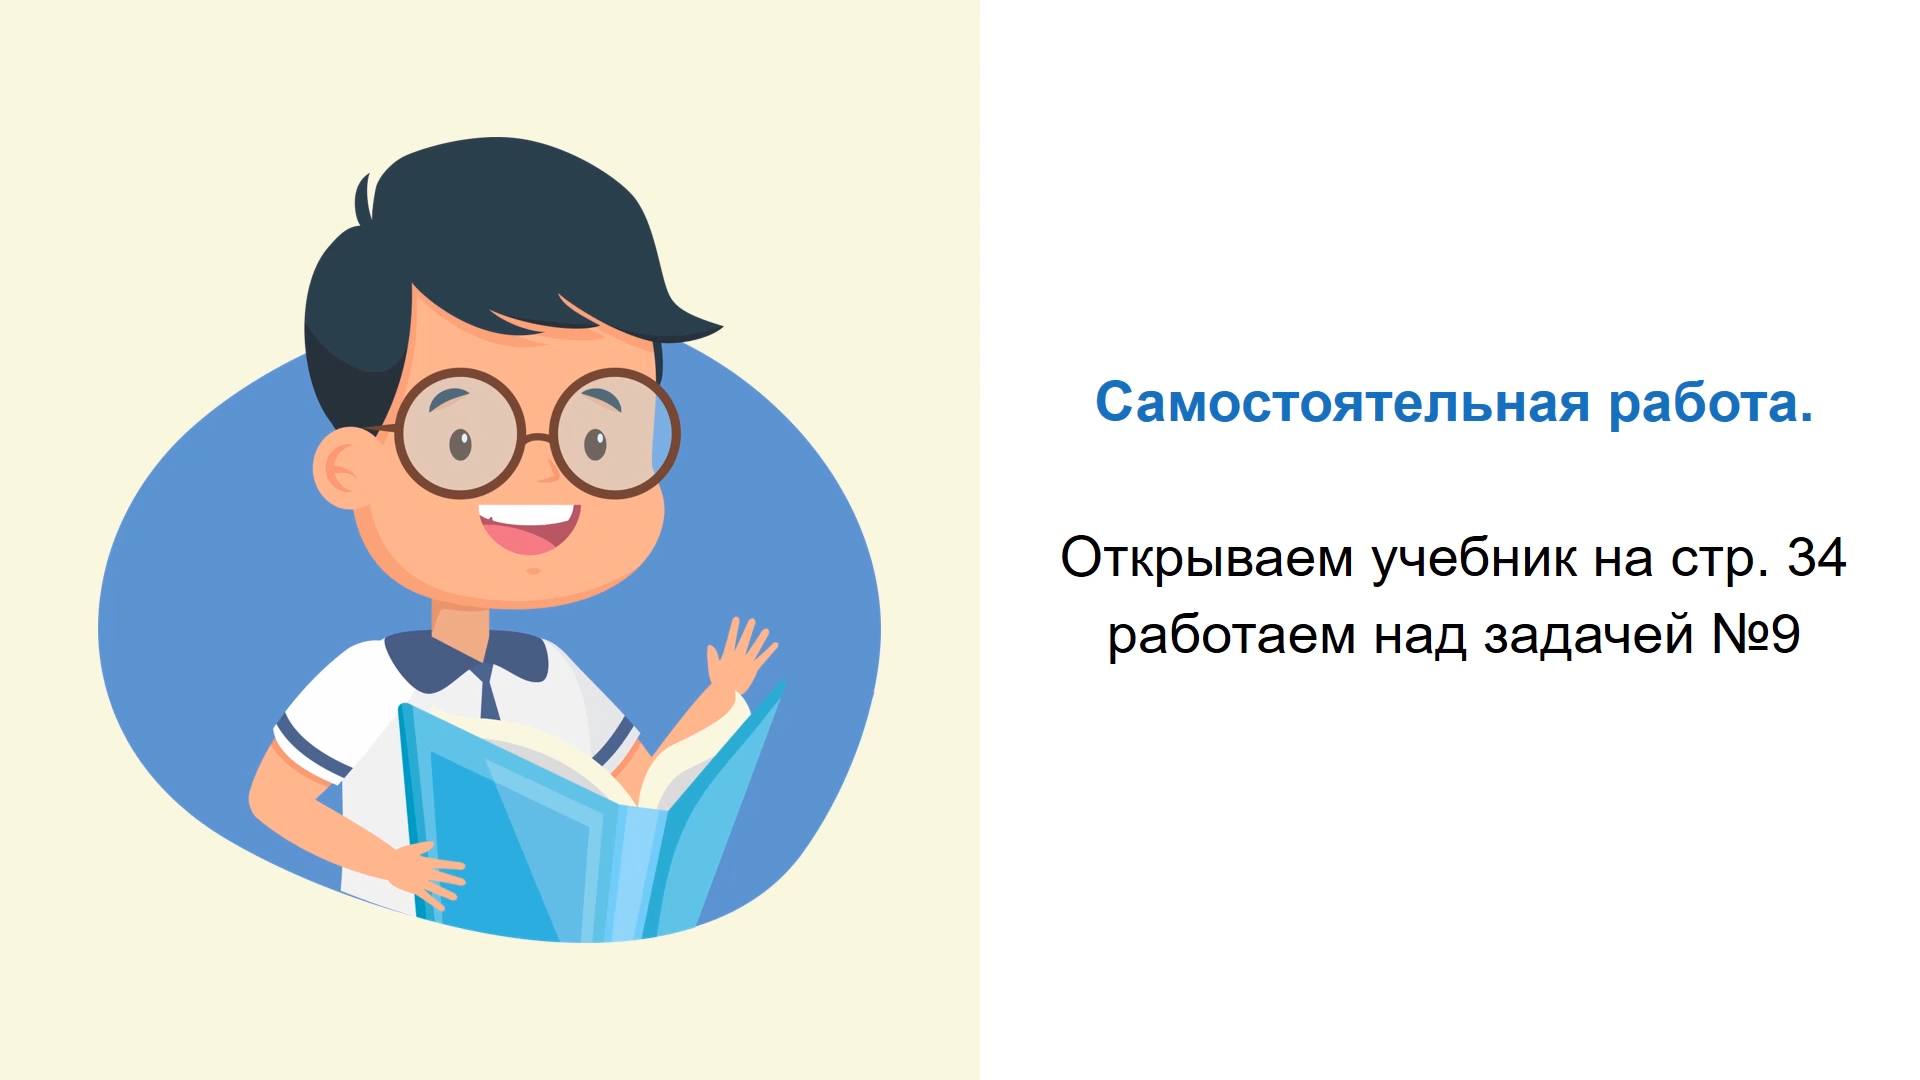 Самостоятельная работа.
Открываем учебник на стр. 34
работаем над задачей №9